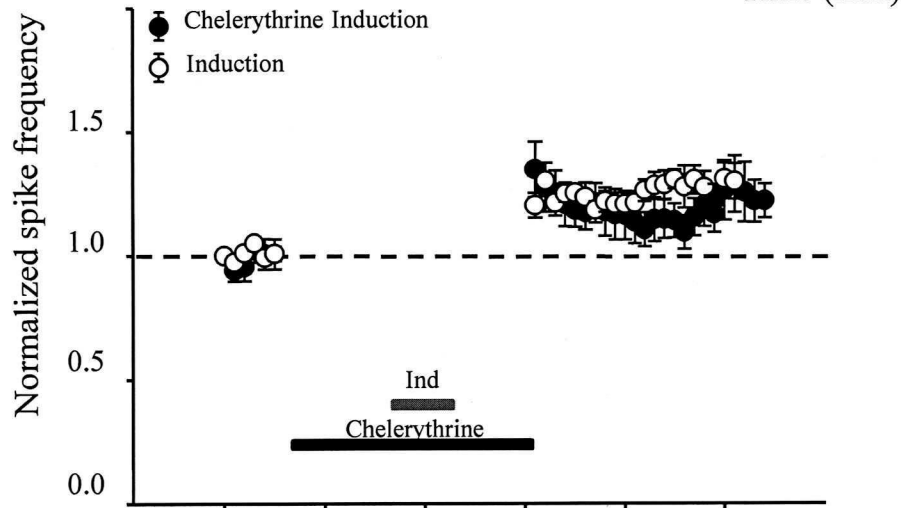 Chelerythrine Induction
Induction
Normalized spike frequency
1.5
1.0
0.5
0.0
Ind
Chelerythrine